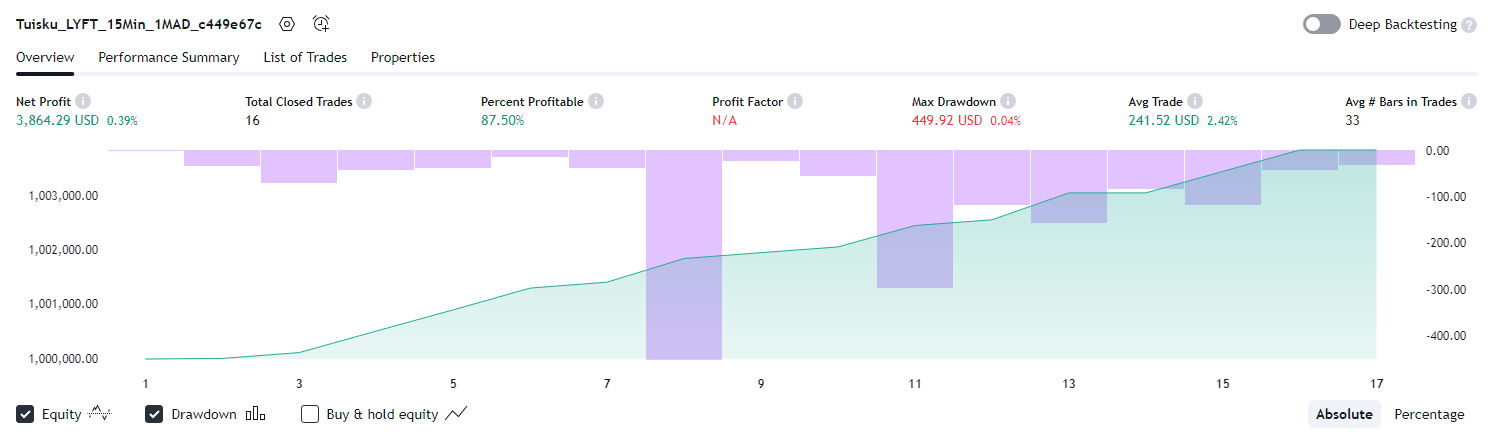 Tuisku_LYFT_15Min_1MAD_c449e67c
Deep Backtesting ?
Overview Performance Summary List of Trades Properties
Net Profit i Total Closed Trades i Percent Profitable i Profit Factor i Max Drawdown i Avg Trade i Avg # Bars in Trades i
3,864.29 USD 0.39% 16 87.50% N/A 449.92 USD 0.04% 241.52 USD 2.42% 33
0.00
1,003,000.00 -100.00
1,002,000.00 -200.00
1,001,000.00 -300.00
-400.00
1,000,000.00
1 3 5 7 9 11 13 15 17
Equity Drawdown Buy & hold equity Absolute Percentage